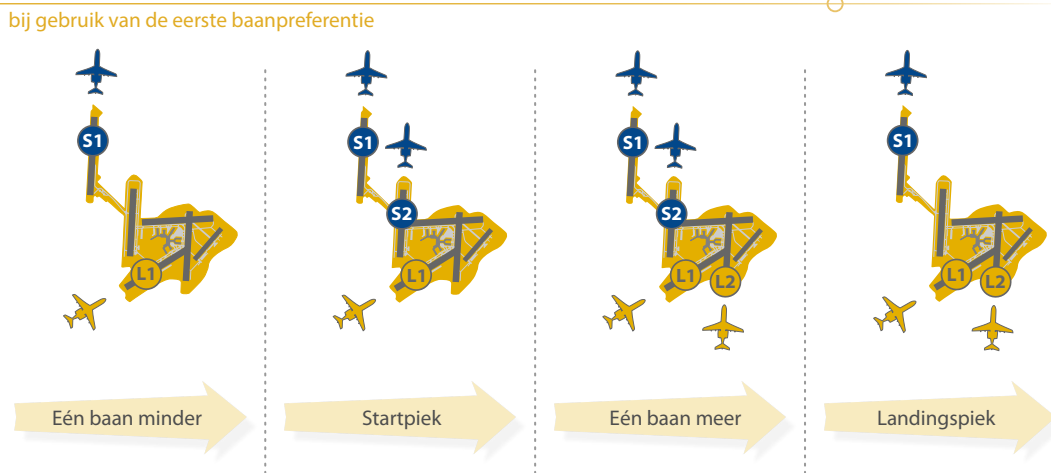 bij gebruik van de eerste baanpreferentie
S1
L1
Eén baan minder
S1
S2
L1
Startpiek
S1
S2
L1
L2
Eén baan meer
S1
L1
L2
Landingspiek